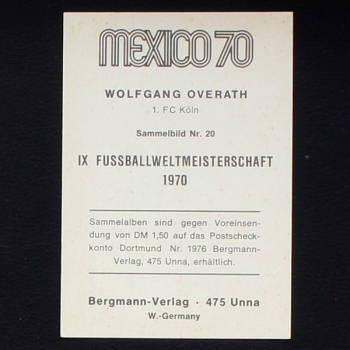 MEXICO 70
WOLFGANG OVERATH
1. FC Köln
Sammelbild Nr. 20
IX FUSSBALLWELTMEISTERSCHAFT
1970
Sammelalben sind gegen Voreinsen-
dung von DM 1,50 auf das Postscheck-
konto Dortmund Nr. 1976 Bergmann-
Verlag, 475 Unna, erhältlich.
Bergmann-Verlag · 475 Unna
W.-Germany